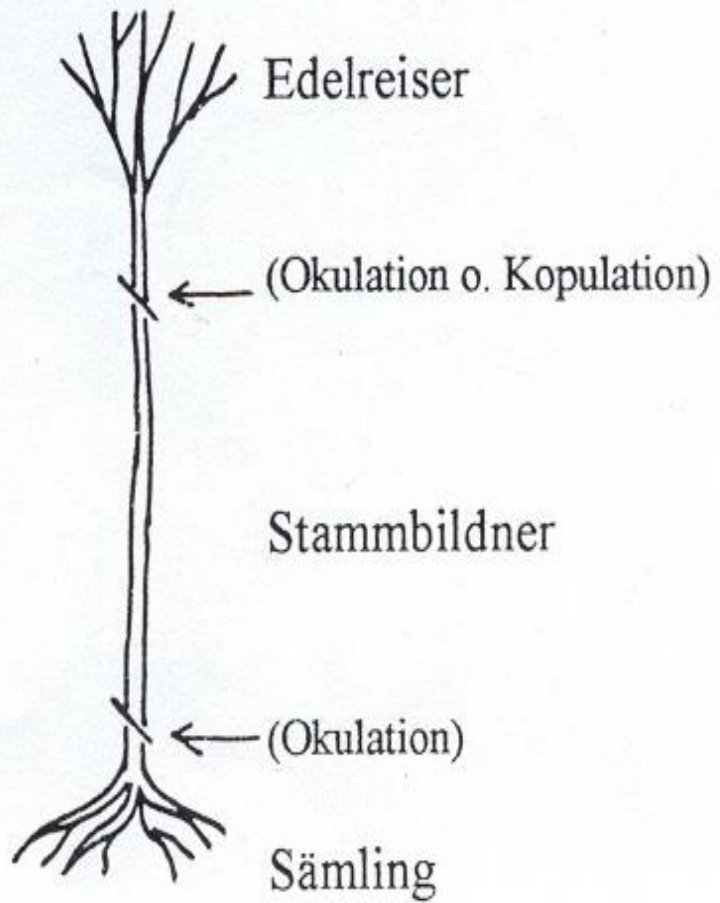 Edelreiser
(Okulation o. Kopulation)
Stammbildner
(Okulation)
Sämling